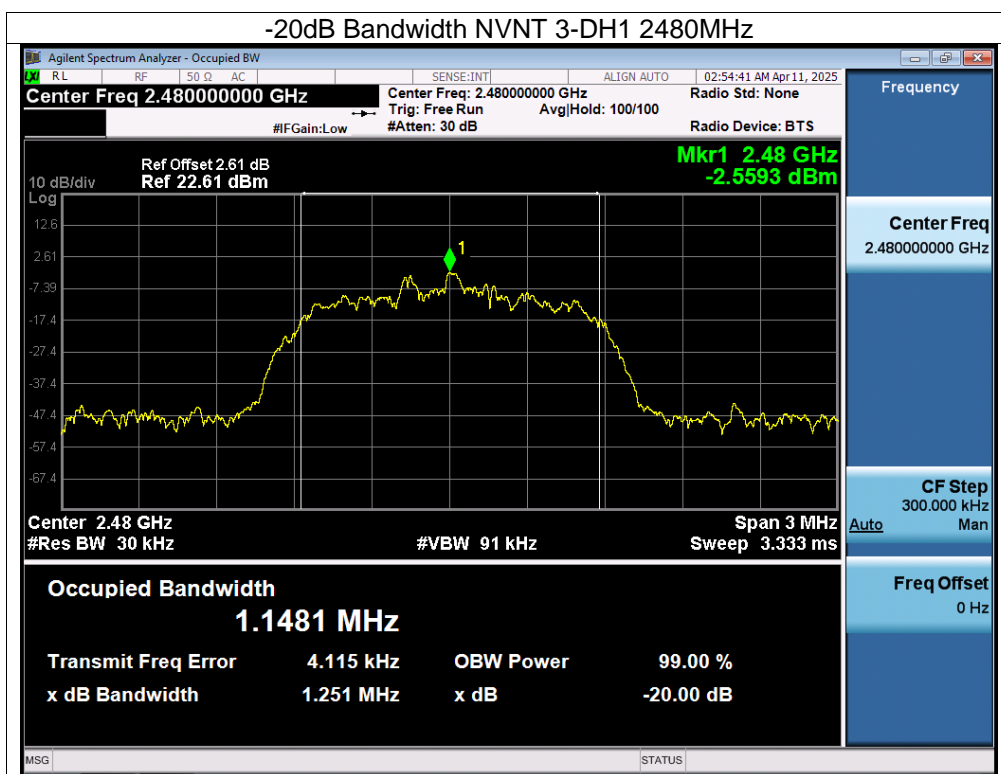 -20dB Bandwidth NVNT 3-DH1 2480MHz
Agilent Spectrum Analyzer - Occupied BW
LXI RL RF 50 Ω AC SENSE:INT ALIGN AUTO 02:54:41 AM Apr 11, 2025
Center Freq 2.480000000 GHz
Center Freq: 2.480000000 GHz Radio Std: None
Trig: Free Run Avg|Hold: 100/100
#IFGain:Low #Atten: 30 dB Radio Device: BTS
Frequency
Mkr1 2.48 GHz
-2.5593 dBm
Ref Offset 2.61 dB
10 dB/div Ref 22.61 dBm
Log
12.6
2.61
-7.39
-17.4
-27.4
-37.4
-47.4
-57.4
-67.4
1
Center 2.48 GHz Span 3 MHz
#Res BW 30 kHz #VBW 91 kHz Sweep 3.333 ms
Center Freq
2.480000000 GHz
CF Step
300.000 kHz
Auto Man
Freq Offset
0 Hz
Occupied Bandwidth
1.1481 MHz
Transmit Freq Error 4.115 kHz OBW Power 99.00 %
x dB Bandwidth 1.251 MHz x dB -20.00 dB
MSG STATUS